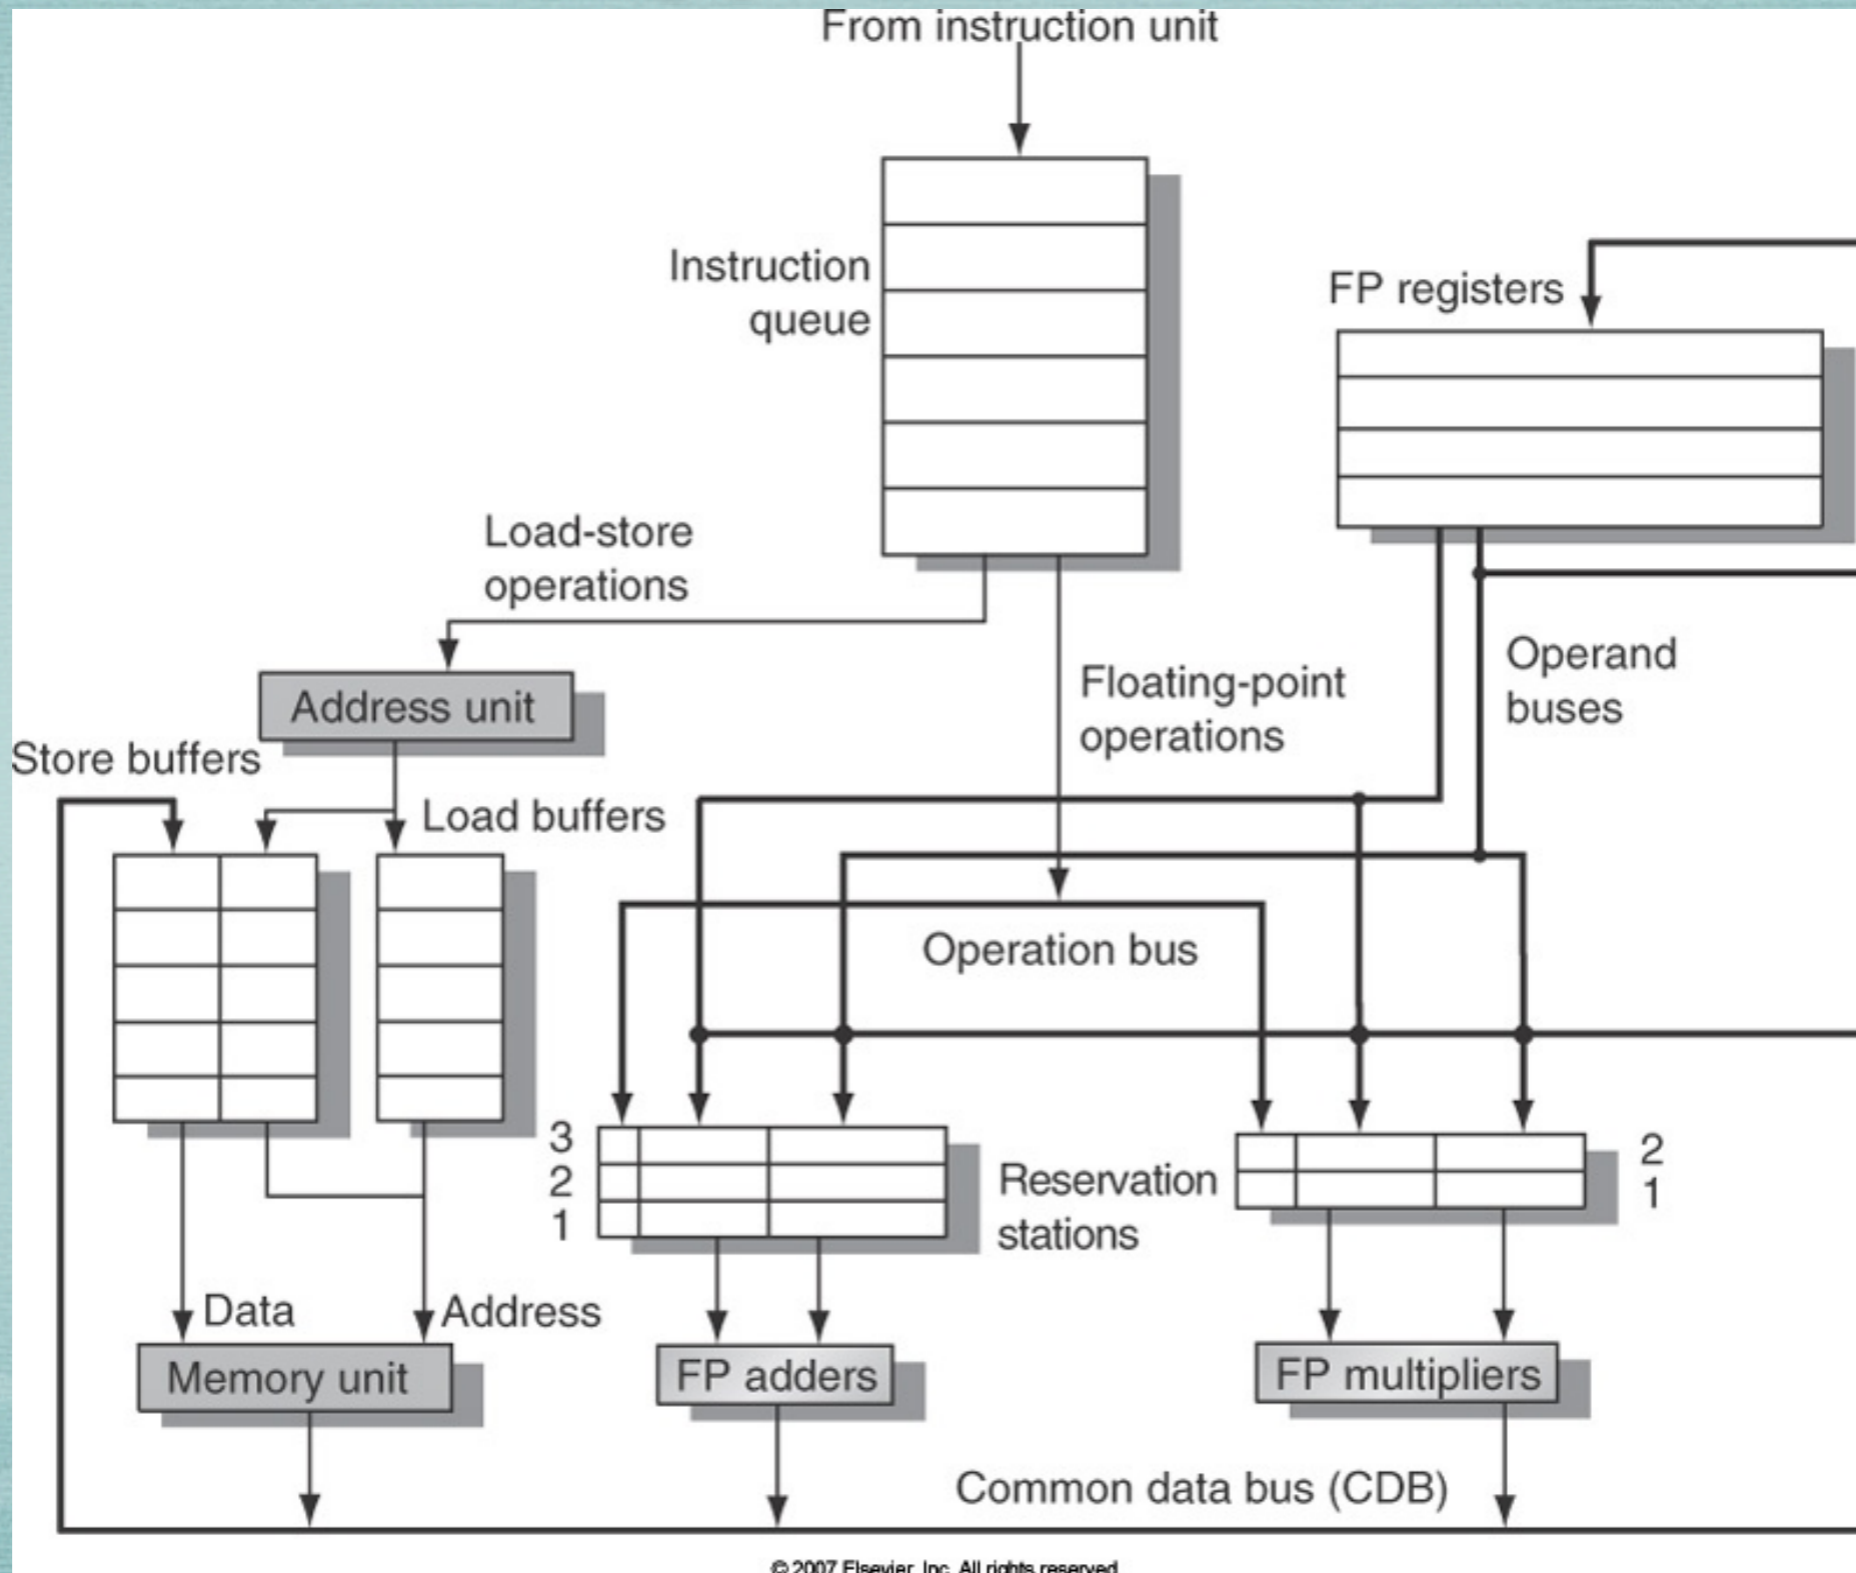 From instruction unit
Instruction
queue
FP registers
Load-store
operations
Address unit
Floating-point
operations
Operand
buses
Store buffers
Load buffers
Operation bus
3
2
1
Reservation
stations
2
1
Data
Address
Memory unit
FP adders
FP multipliers
Common data bus (CDB)
© 2007 Elsevier, Inc. All rights reserved.